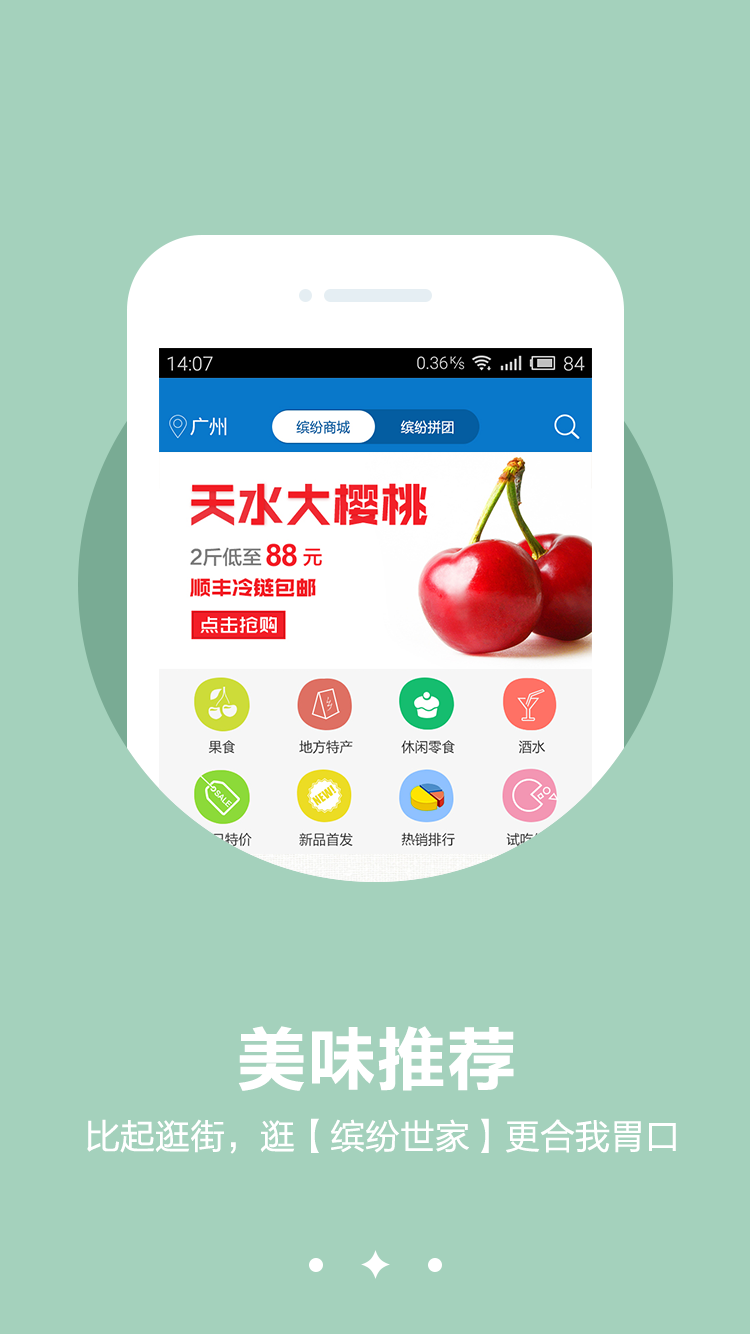 14:07 0.36K/s 84
广州 缤纷商城 缤纷拼团
天水大樱桃
2斤低至88元
顺丰冷链包邮
点击抢购
果食 地方特产 休闲零食 酒水
SALE NEW!
特价 新品首发 热销排行 试吃
美味推荐
比起逛街，逛【缤纷世家】更合我胃口